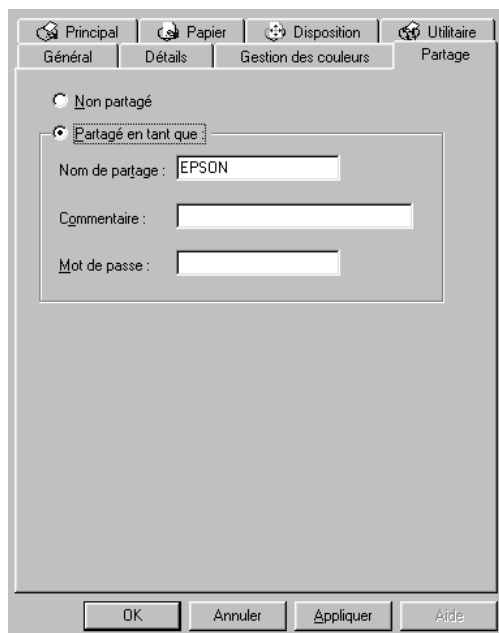 Principal Papier Disposition Utilitaire
Général Détails Gestion des couleurs Partage
Non partagé
Partagé en tant que :
Nom de partage : EPSON
Commentaire :
Mot de passe :
OK Annuler Appliquer Aide